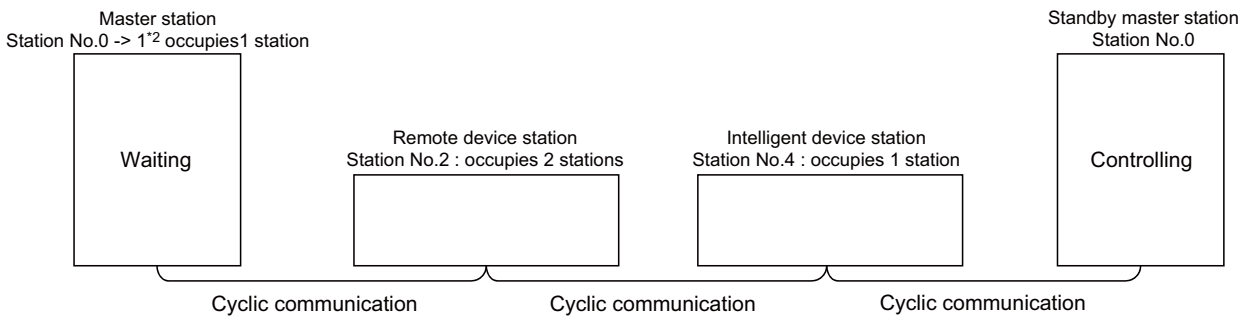 Master station
Station No.0 -> 1*2 occupies1 station
Waiting
Remote device station
Station No.2 : occupies 2 stations
Intelligent device station
Station No.4 : occupies 1 station
Standby master station
Station No.0
Controlling
Cyclic communication
Cyclic communication
Cyclic communication